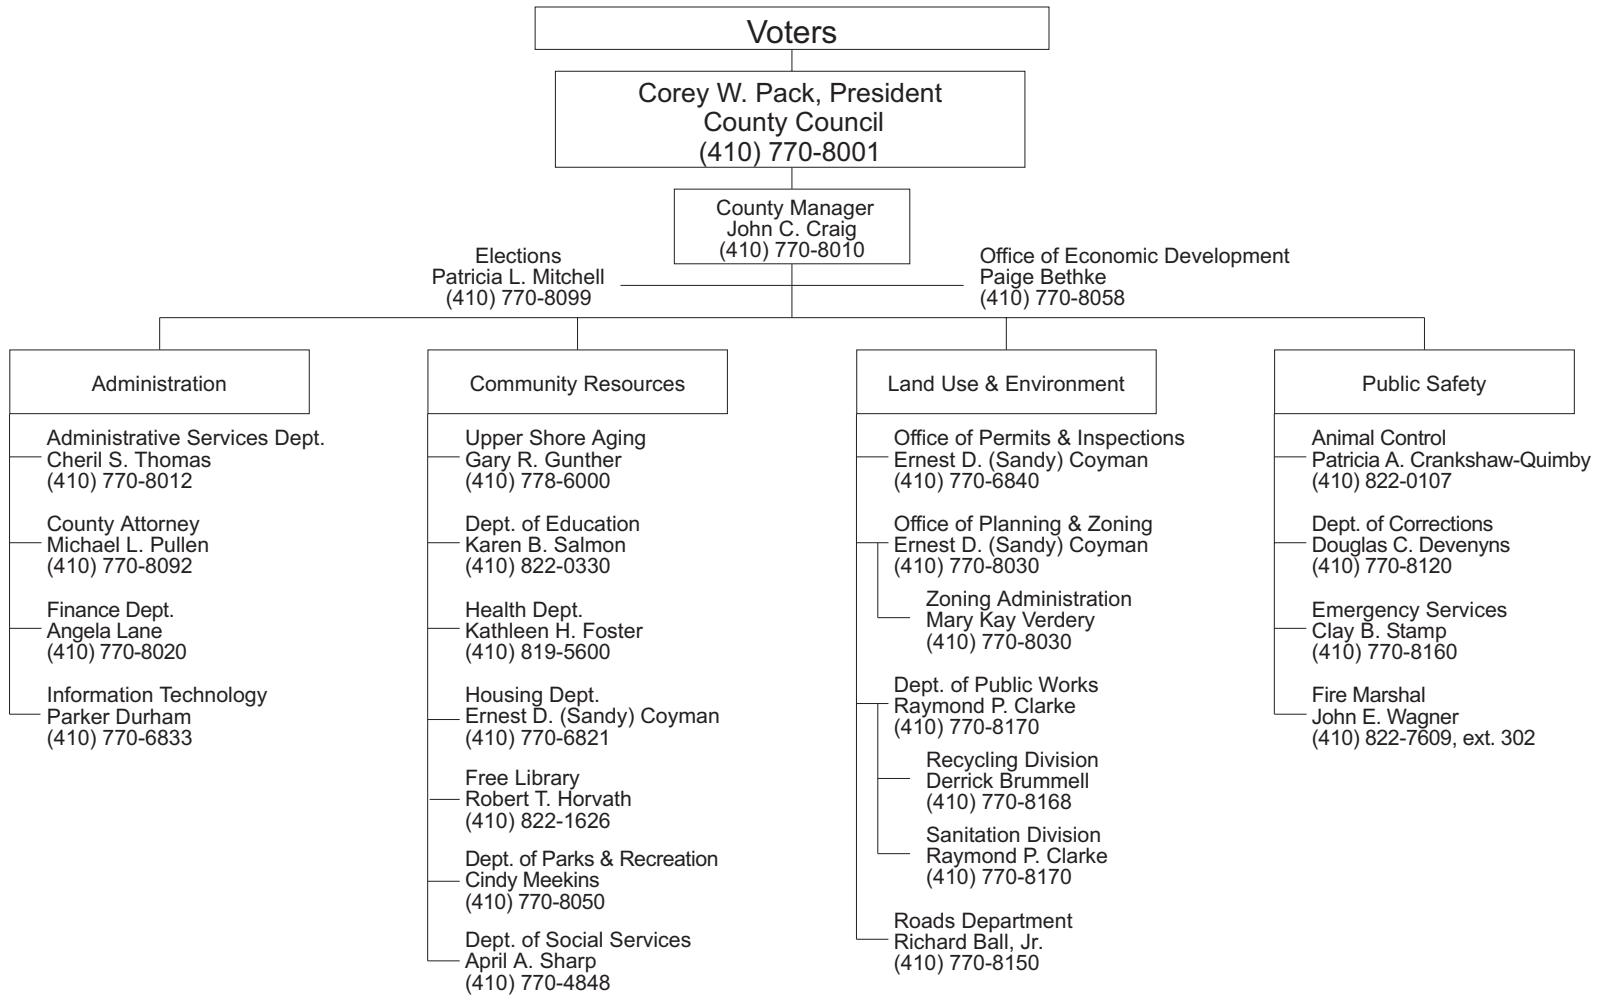 Voters
Corey W. Pack, President
County Council
(410) 770-8001
County Manager
John C. Craig
(410) 770-8010
Elections
Patricia L. Mitchell
(410) 770-8099
Office of Economic Development
Paige Bethke
(410) 770-8058
Administration
Administrative Services Dept.
Cheril S. Thomas
(410) 770-8012
County Attorney
Michael L. Pullen
(410) 770-8092
Finance Dept.
Angela Lane
(410) 770-8020
Information Technology
Parker Durham
(410) 770-6833
Community Resources
Upper Shore Aging
Gary R. Gunther
(410) 778-6000
Dept. of Education
Karen B. Salmon
(410) 822-0330
Health Dept.
Kathleen H. Foster
(410) 819-5600
Housing Dept.
Ernest D. (Sandy) Coyman
(410) 770-6821
Free Library
Robert T. Horvath
(410) 822-1626
Dept. of Parks & Recreation
Cindy Meekins
(410) 770-8050
Dept. of Social Services
April A. Sharp
(410) 770-4848
Land Use & Environment
Office of Permits & Inspections
Ernest D. (Sandy) Coyman
(410) 770-6840
Office of Planning & Zoning
Ernest D. (Sandy) Coyman
(410) 770-8030
Zoning Administration
Mary Kay Verdery
(410) 770-8030
Dept. of Public Works
Raymond P. Clarke
(410) 770-8170
Recycling Division
Derrick Brummell
(410) 770-8168
Sanitation Division
Raymond P. Clarke
(410) 770-8170
Roads Department
Richard Ball, Jr.
(410) 770-8150
Public Safety
Animal Control
Patricia A. Crankshaw-Quimby
(410) 822-0107
Dept. of Corrections
Douglas C. Devenyns
(410) 770-8120
Emergency Services
Clay B. Stamp
(410) 770-8160
Fire Marshal
John E. Wagner
(410) 822-7609, ext. 302